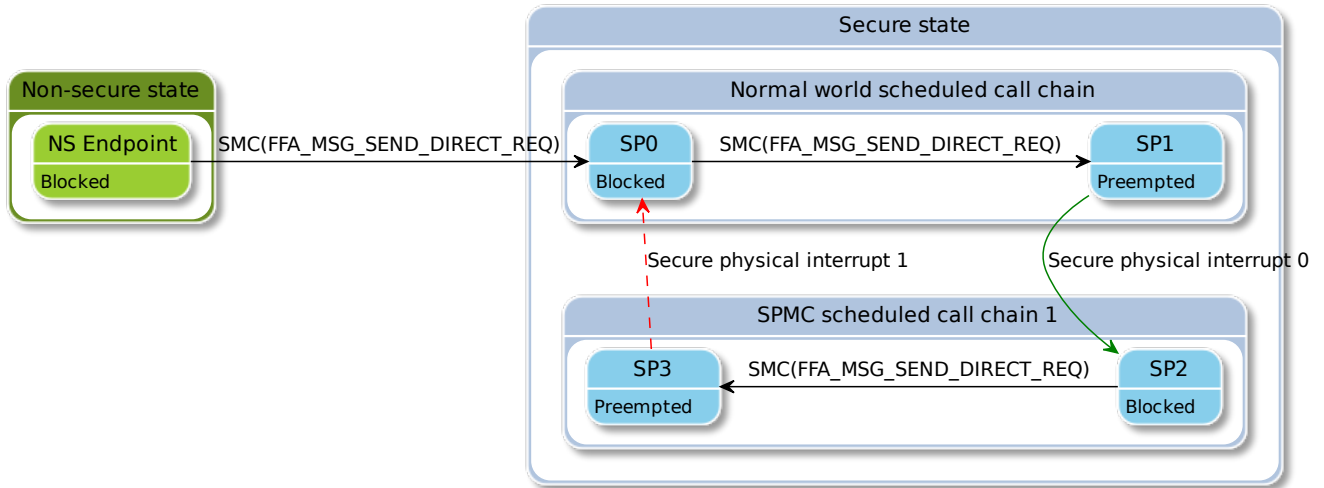 Secure state
Non-secure state
Normal world scheduled call chain
NS Endpoint
Blocked
SMC(FFA_MSG_SEND_DIRECT_REQ)
SP0
Blocked
SMC(FFA_MSG_SEND_DIRECT_REQ)
SP1
Preempted
Secure physical interrupt 1
Secure physical interrupt 0
SPMC scheduled call chain 1
SP3
Preempted
SMC(FFA_MSG_SEND_DIRECT_REQ)
SP2
Blocked